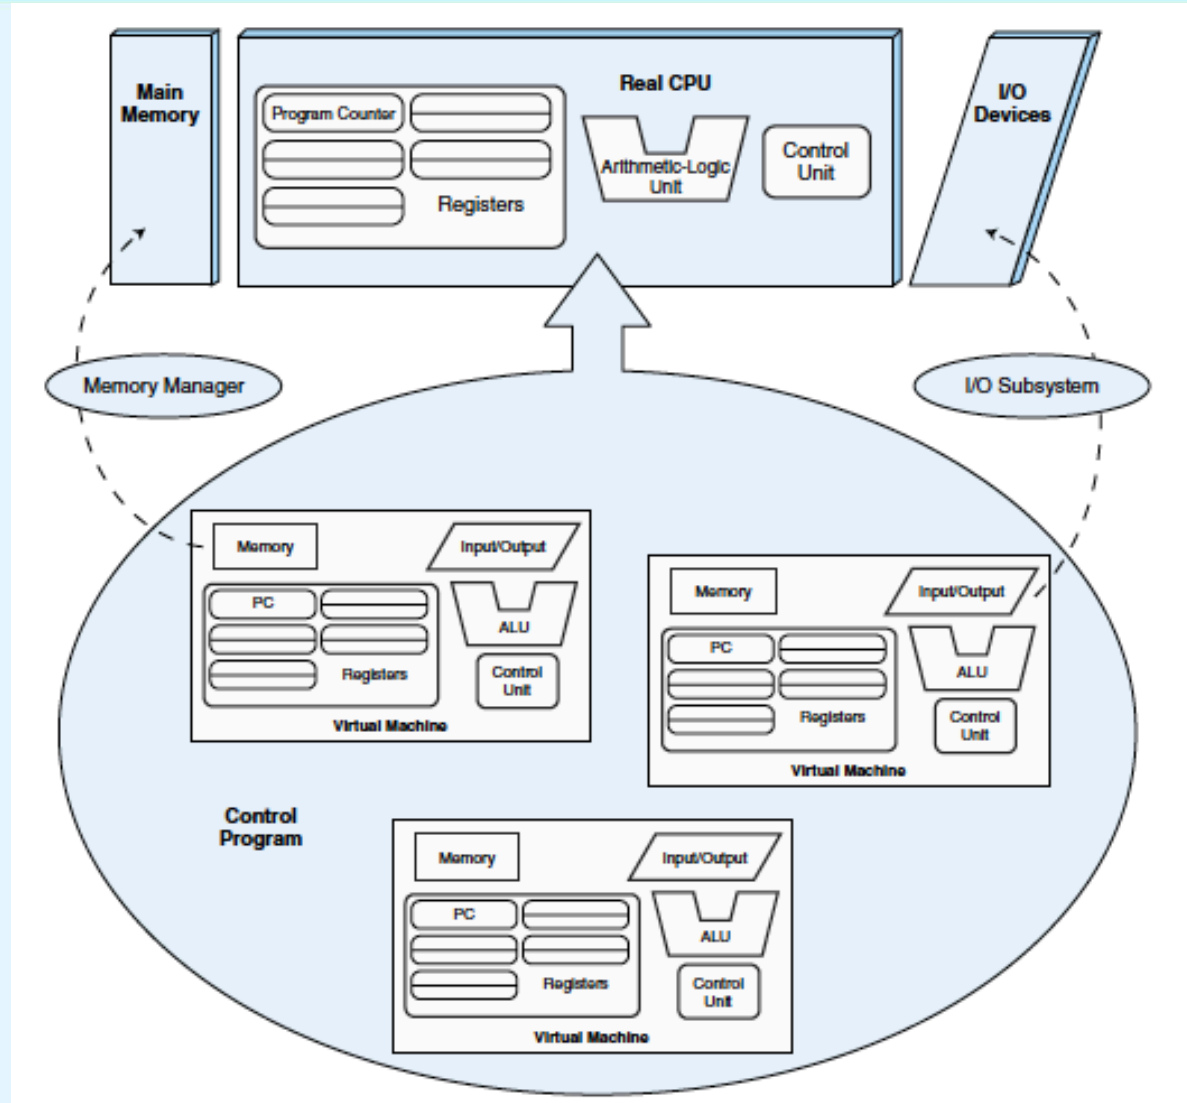 Main
Memory
Real CPU
I/O
Devices
Program Counter
Registers
Arithmetic-Logic
Unit
Control
Unit
Memory Manager
I/O Subsystem
Memory
Input/Output
PC
ALU
Registers
Control
Unit
Virtual Machine
Memory
Input/Output
PC
ALU
Registers
Control
Unit
Virtual Machine
Control
Program
Memory
Input/Output
PC
ALU
Registers
Control
Unit
Virtual Machine